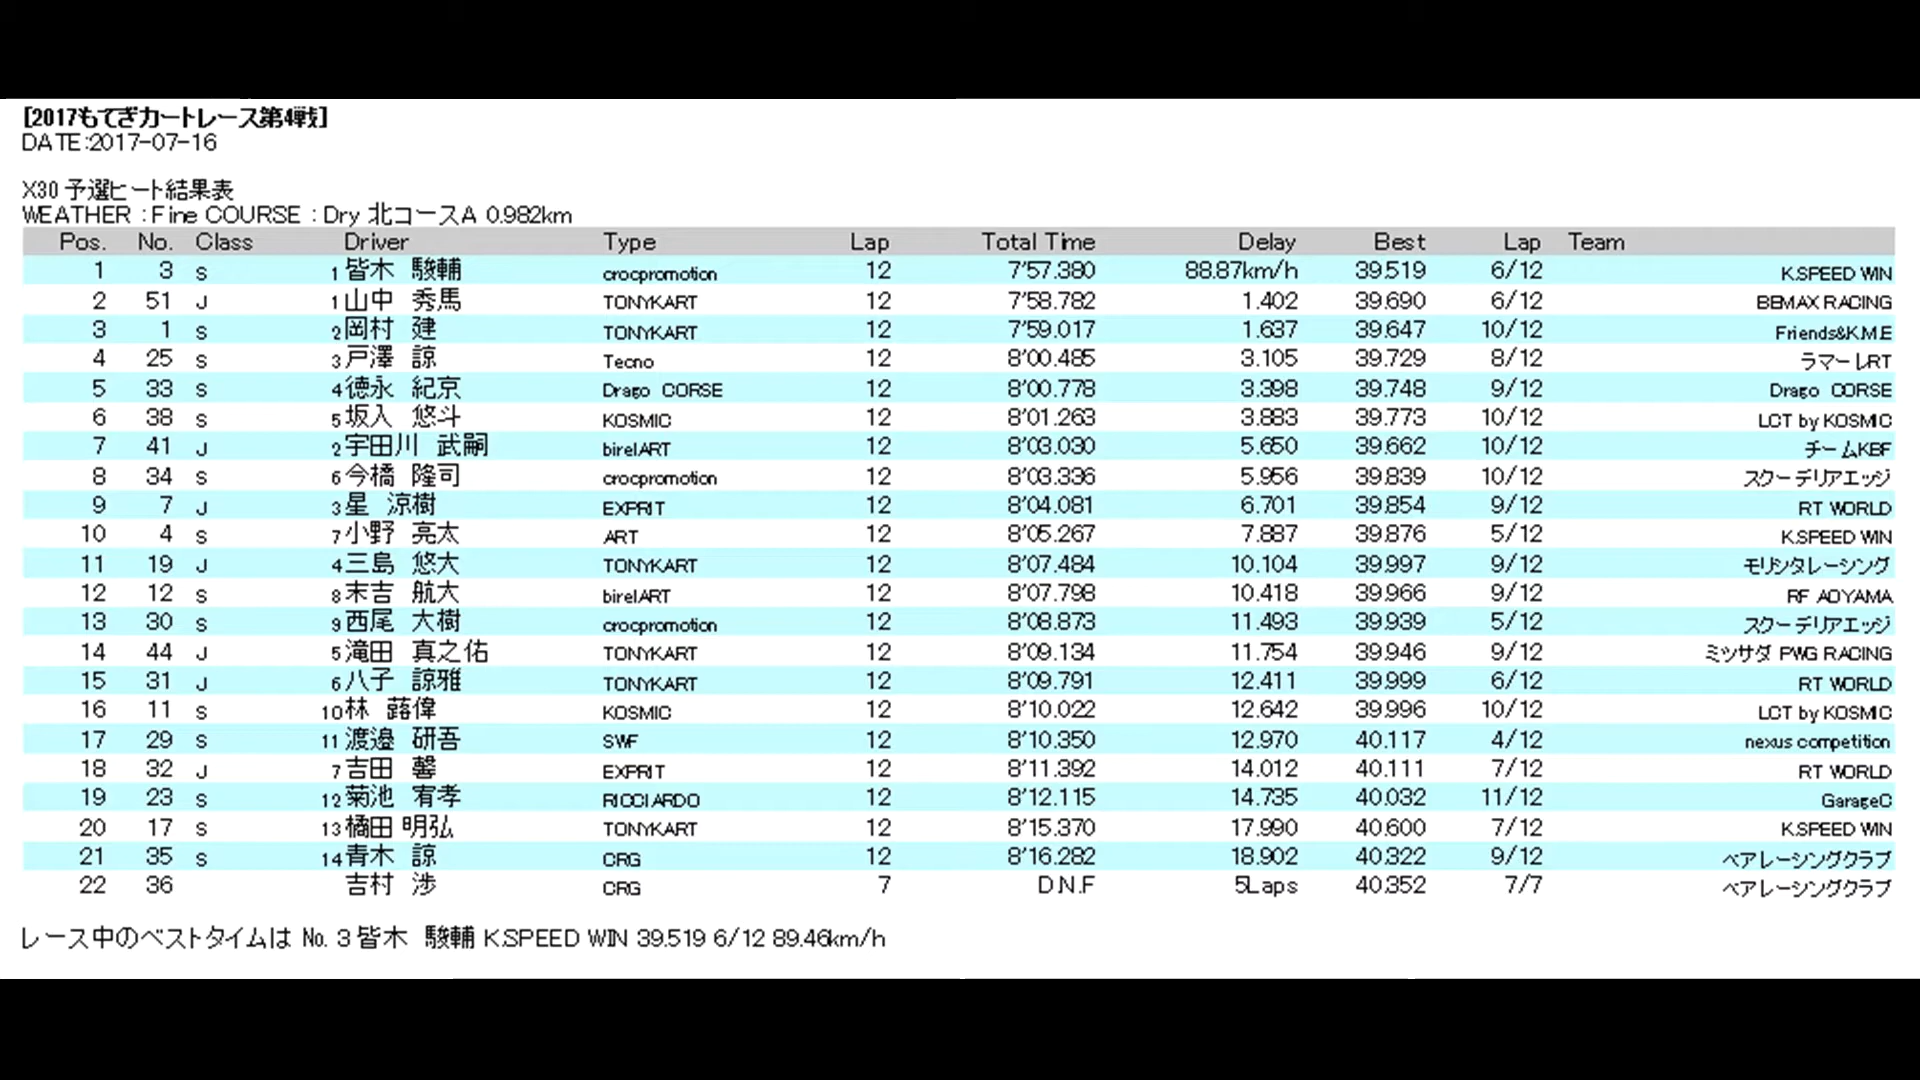 [2017もてぎカートレース第4戦]
DATE:2017-07-16
X30 予選ヒート結果表
WEATHER : Fine COURSE : Dry 北コースA 0.982km
Pos. No. Class Driver Type Lap Total Time Delay Best Lap Team
1 3 S 1 皆木 駿輔 crocpromotion 12 7'57.380 88.87km/h 39.519 6/12 K.SPEED WIN
2 51 J 1 山中 秀馬 TONYKART 12 7'58.782 1.402 39.690 6/12 BEMAX RACING
3 1 S 2 岡村 建 TONYKART 12 7'59.017 1.637 39.647 10/12 Friends&K.M.E
4 25 S 3 戸澤 諒 Tecno 12 8'00.485 3.105 39.729 8/12 ラマーレRT
5 33 S 4 徳永 紀京 Drago CORSE 12 8'00.778 3.398 39.748 9/12 Drago CORSE
6 38 S 5 坂入 悠斗 KOSMIC 12 8'01.263 3.883 39.773 10/12 LCT by KOSMIC
7 41 J 2 宇田川 武嗣 birelART 12 8'03.030 5.650 39.662 10/12 チームKBF
8 34 S 6 今橋 隆司 crocpromotion 12 8'03.336 5.956 39.839 10/12 スクーデリアエッジ
9 7 J 3 星 涼樹 EXPRIT 12 8'04.081 6.701 39.854 9/12 RT WORLD
10 4 S 7 小野 亮太 ART 12 8'05.267 7.887 39.876 5/12 K.SPEED WIN
11 19 J 4 三島 悠大 TONYKART 12 8'07.484 10.104 39.997 9/12 モリシタレーシング
12 12 S 8 末吉 航大 birelART 12 8'07.798 10.418 39.966 9/12 RF AOYAMA
13 30 S 9 西尾 大樹 crocpromotion 12 8'08.873 11.493 39.939 5/12 スクーデリアエッジ
14 44 J 5 滝田 真之佑 TONYKART 12 8'09.134 11.754 39.946 9/12 ミツサダ PWG RACING
15 31 J 6 八子 諒雅 TONYKART 12 8'09.791 12.411 39.999 6/12 RT WORLD
16 11 S 10 林 蕗偉 KOSMIC 12 8'10.022 12.642 39.996 10/12 LCT by KOSMIC
17 29 S 11 渡邉 研吾 SWF 12 8'10.350 12.970 40.117 4/12 nexus competition
18 32 J 7 吉田 馨 EXPRIT 12 8'11.392 14.012 40.111 7/12 RT WORLD
19 23 S 12 菊池 宥孝 RICCIARDO 12 8'12.115 14.735 40.032 11/12 GarageC
20 17 S 13 橘田 明弘 TONYKART 12 8'15.370 17.990 40.600 7/12 K.SPEED WIN
21 35 S 14 青木 諒 CRG 12 8'16.282 18.902 40.322 9/12 ベアレーシングクラブ
22 36 吉村 渉 CRG 7 D.N.F 5Laps 40.352 7/7 ベアレーシングクラブ
レース中のベストタイムは No. 3 皆木 駿輔 K.SPEED WIN 39.519 6/12 89.46km/h